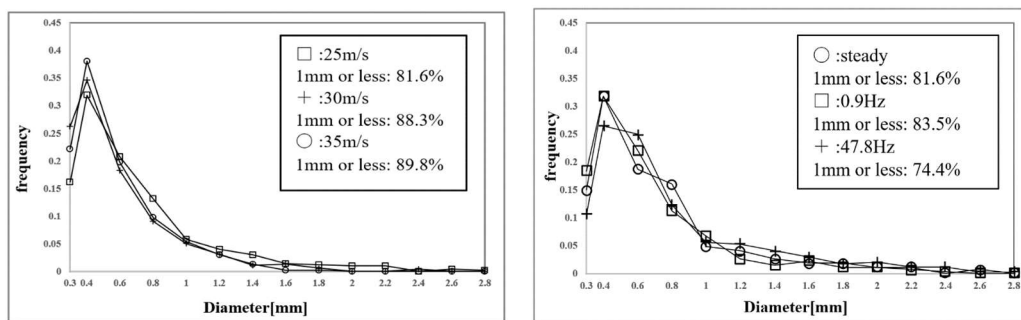 0.45
0.4
0.35
0.3
0.25
0.2
0.15
0.1
0.05
0
frequency
0.3 0.4 0.6 0.8 1 1.2 1.4 1.6 1.8 2 2.2 2.4 2.6 2.8
Diameter[mm]
□ :25m/s
1mm or less: 81.6%
+ :30m/s
1mm or less: 88.3%
○ :35m/s
1mm or less: 89.8%
0.45
0.4
0.35
0.3
0.25
0.2
0.15
0.1
0.05
0
frequency
0.3 0.4 0.6 0.8 1 1.2 1.4 1.6 1.8 2 2.2 2.4 2.6 2.8
Diameter[mm]
○ :steady
1mm or less: 81.6%
□ :0.9Hz
1mm or less: 83.5%
+ :47.8Hz
1mm or less: 74.4%